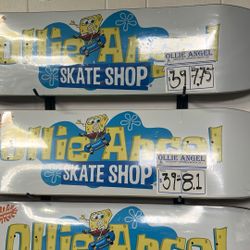 Ollie Angel
SKATE SHOP
OLLIE ANGEL
$39 7.75
Ollie Angel
SKATE SHOP
OLLIE ANGEL
$39 8.1
Ollie Angel